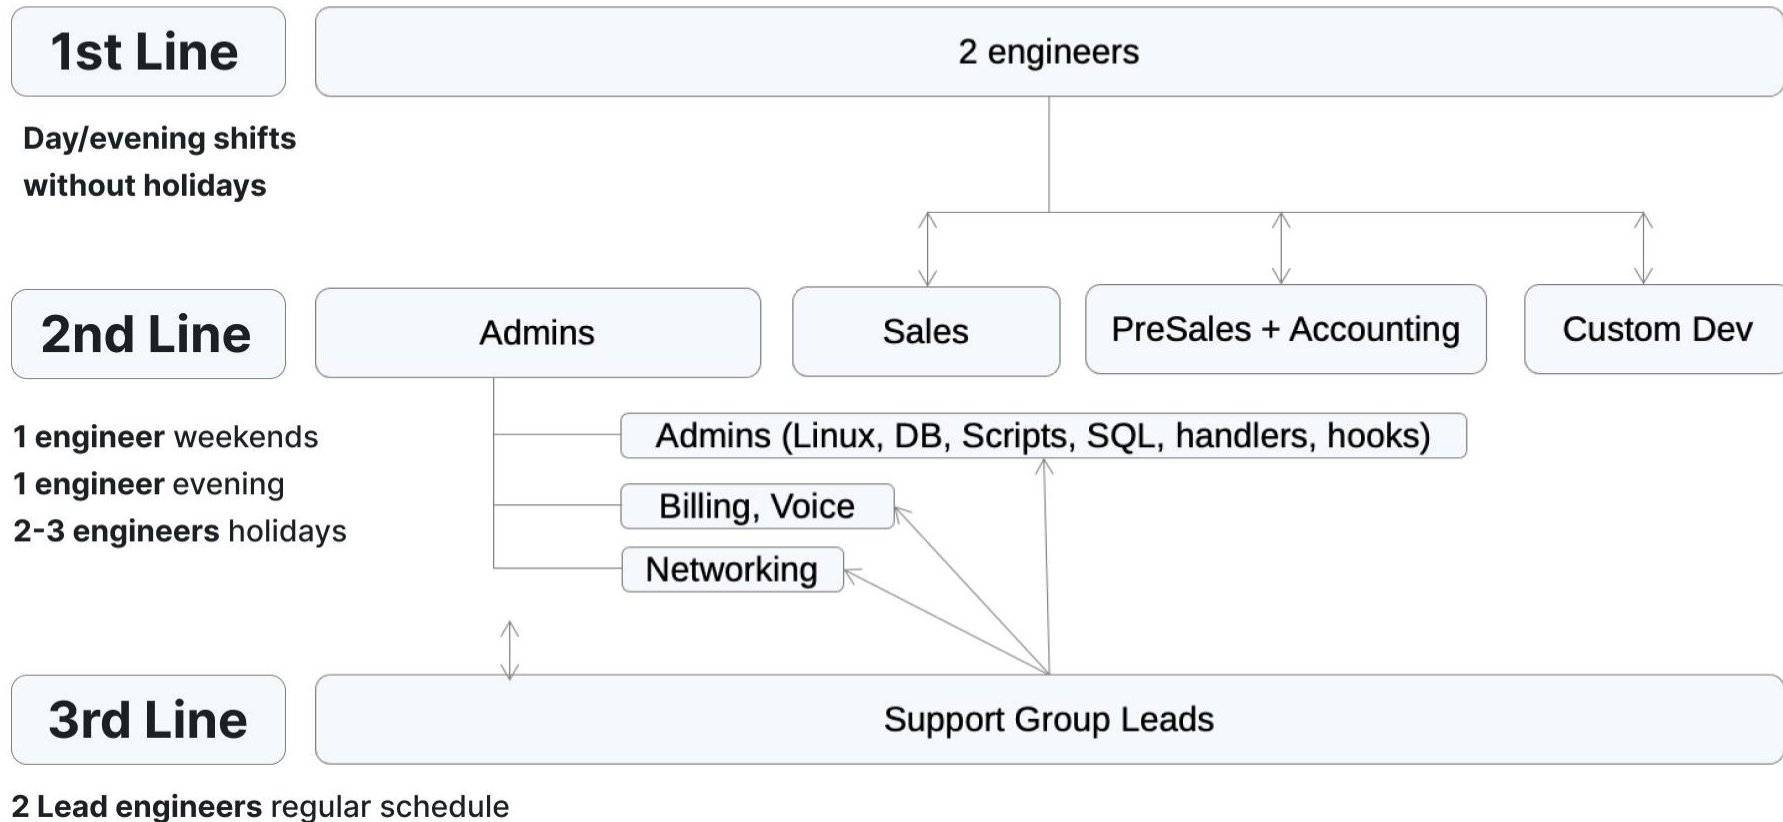 1st Line
2 engineers
Day/evening shifts
without holidays
2nd Line
Admins
Sales
PreSales + Accounting
Custom Dev
1 engineer weekends
1 engineer evening
2-3 engineers holidays
Admins (Linux, DB, Scripts, SQL, handlers, hooks)
Billing, Voice
Networking
3rd Line
Support Group Leads
2 Lead engineers regular schedule